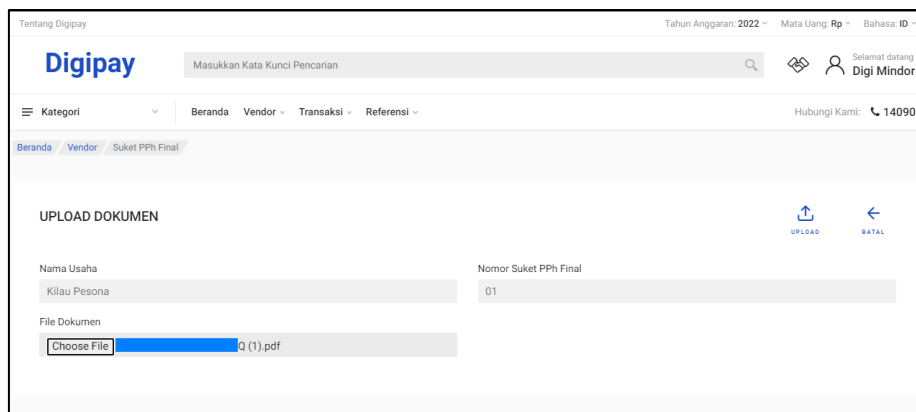 Tentang Digipay Tahun Anggaran: 2022 Mata Uang: Rp Bahasa: ID
Digipay Masukkan Kata Kunci Pencarian Selamat datang
Digi Mindor
Kategori Beranda Vendor Transaksi Referensi Hubungi Kami: 14090
Beranda / Vendor / Suket PPh Final
UPLOAD DOKUMEN UPLOAD BATAL
Nama Usaha Nomor Suket PPh Final
Kilau Pesona 01
File Dokumen
Choose File Q (1).pdf